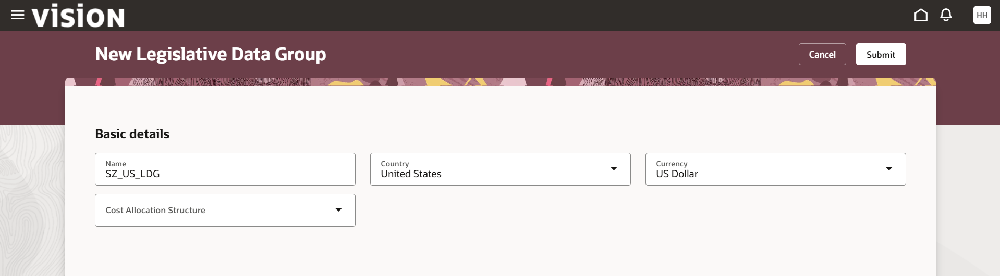 VISION
HH
New Legislative Data Group
Cancel
Submit
Basic details
Name
SZ_US_LDG
Country
United States
Currency
US Dollar
Cost Allocation Structure